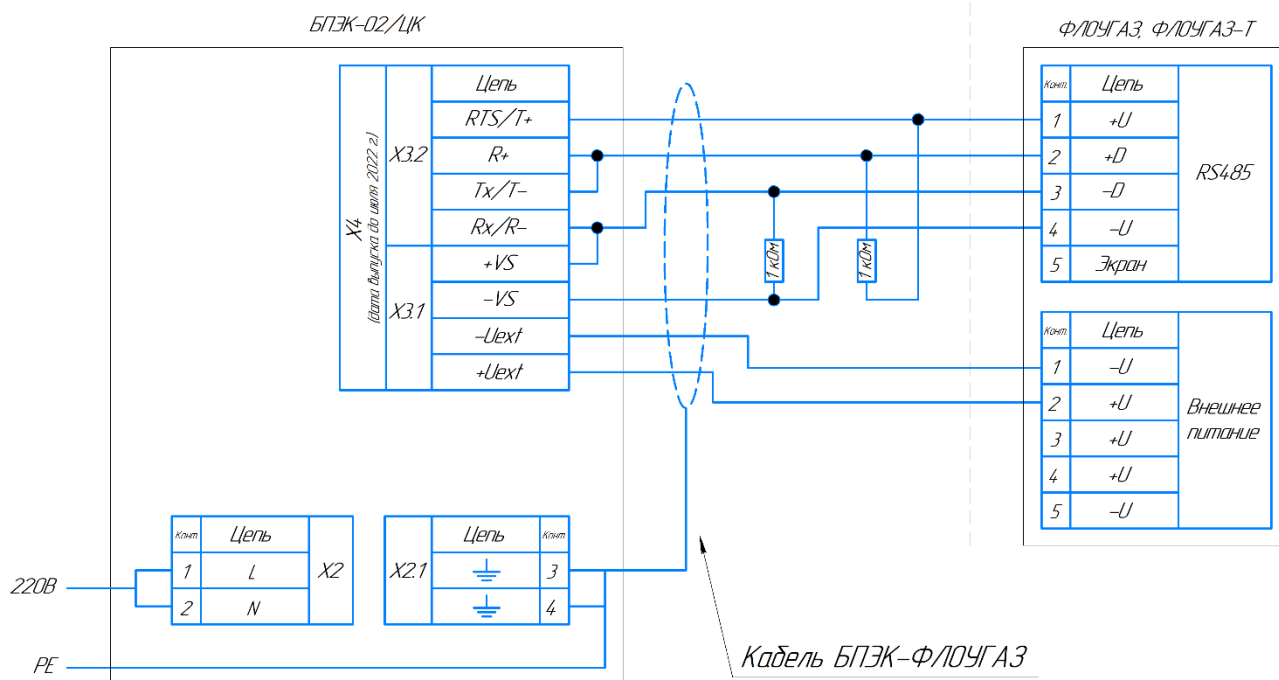 БПЭК-02/ЦК
ФЛОУГАЗ, ФЛОУГАЗ-Т
Х4
(дата выпуска до июля 2022 г.)
Х3.2
Х3.1
Цепь
RTS/T+
R+
Tx/T-
Rx/R-
+VS
-VS
-Uext
+Uext
1 кОм
1 кОм
Конт. Цепь
1 +U
2 +D
3 -D
4 -U
5 Экран
RS485
Конт. Цепь
1 -U
2 +U
3 +U
4 +U
5 -U
Внешнее
питание
220В
PE
Конт. Цепь
1 L
2 N
X2
X2.1
Цепь Конт.
3
4
Кабель БПЭК-ФЛОУГАЗ